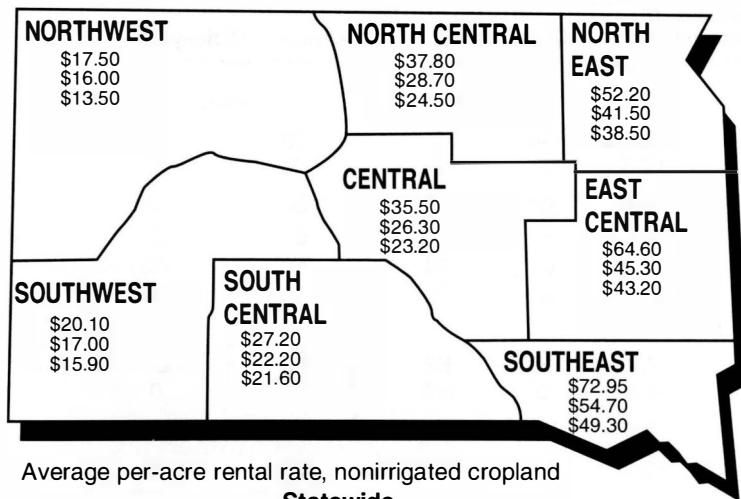 NORTHWEST
$17.50
$16.00
$13.50
NORTH CENTRAL
$37.80
$28.70
$24.50
NORTH
EAST
$52.20
$41.50
$38.50
CENTRAL
$35.50
$26.30
$23.20
EAST
CENTRAL
$64.60
$45.30
$43.20
SOUTHWEST
$20.10
$17.00
$15.90
SOUTH
CENTRAL
$27.20
$22.20
$21.60
SOUTHEAST
$72.95
$54.70
$49.30
Average per-acre rental rate, nonirrigated cropland
Statewide